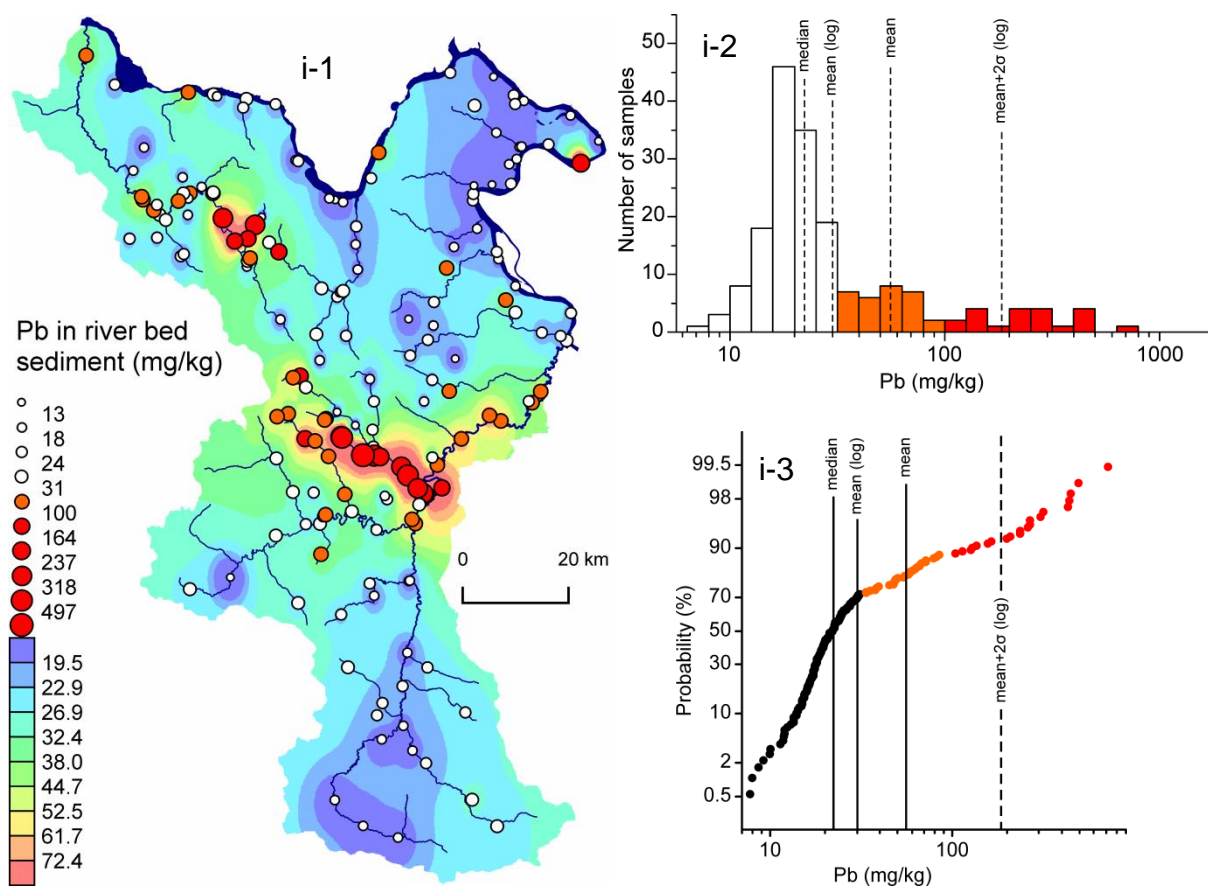 i-1
Pb in river bed
sediment (mg/kg)
13
18
24
31
100
164
237
318
497
19.5
22.9
26.9
32.4
38.0
44.7
52.5
61.7
72.4
0
20 km
i-2
Number of samples
50
40
30
20
10
0
median
mean (log)
mean
mean+2σ (log)
10
100
1000
Pb (mg/kg)
i-3
Probability (%)
99.5
98
90
70
50
30
10
2
0.5
median
mean (log)
mean
mean+2σ (log)
10
100
Pb (mg/kg)